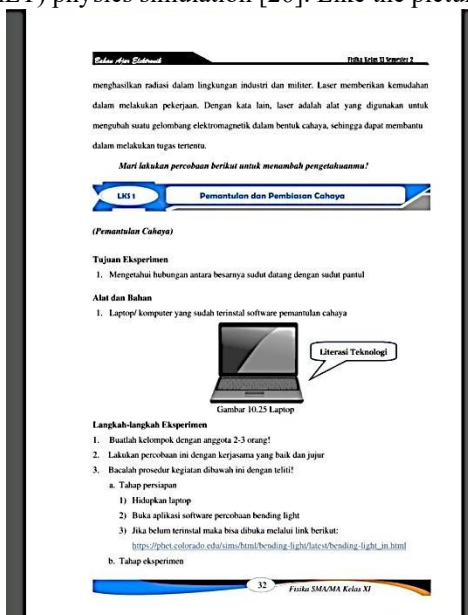 (PhET) physics simulation [20]. Like the pictur
Bahan Ajar Elektronik
Fisika Kelas XI Semester 2
menghasilkan radiasi dalam lingkungan industri dan militer. Laser memberikan kemudahan
dalam melakukan pekerjaan. Dengan kata lain, laser adalah alat yang digunakan untuk
mengubah suatu gelombang elektromagnetik dalam bentuk cahaya, sehingga dapat membantu
dalam melakukan tugas tertentu.
Mari lakukan percobaan berikut untuk menambah pengetahuanmu!
LKS 1
Pemantulan dan Pembiasan Cahaya
(Pemantulan Cahaya)
Tujuan Eksperimen
1. Mengetahui hubungan antara besarnya sudut datang dengan sudut pantul
Alat dan Bahan
1. Laptop/ komputer yang sudah terinstal software pemantulan cahaya
Literasi Teknologi
Gambar 10.25 Laptop
Langkah-langkah Eksperimen
1. Buatlah kelompok dengan anggota 2-3 orang!
2. Lakukan percobaan ini dengan kerjasama yang baik dan jujur
3. Bacalah prosedur kegiatan dibawah ini dengan teliti!
a. Tahap persiapan
1) Hidupkan laptop
2) Buka aplikasi software percobaan bending light
3) Jika belum terinstal maka bisa dibuka melalui link berikut:
https://phet.colorado.edu/sims/html/bending-light/latest/bending-light_in.html
b. Tahap eksperimen
32
Fisika SMA/MA Kelas XI